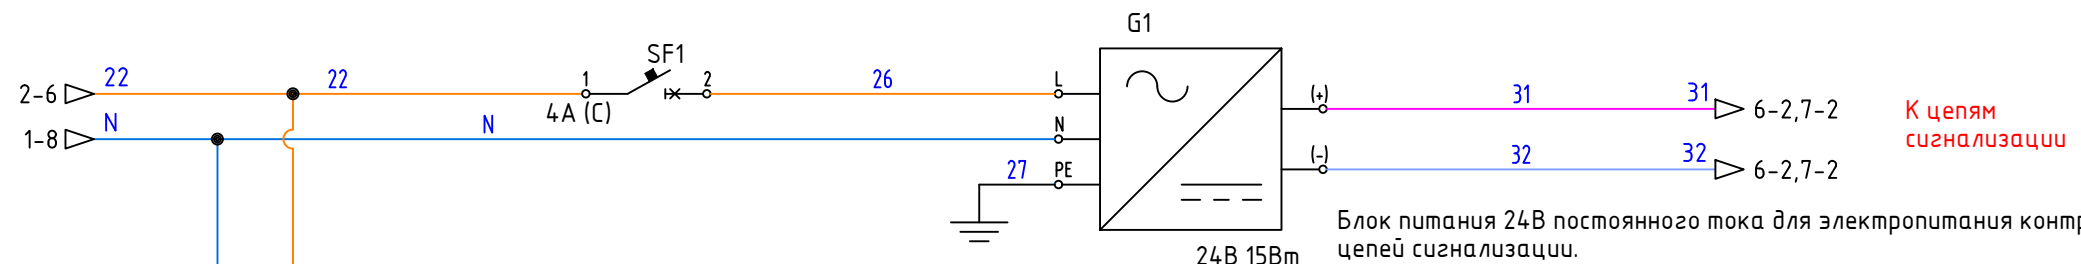 G1
SF1
2-6 22 22 1 2 26 L
4А (С)
(+) 31 31 6-2,7-2
К цепям
сигнализации
1-8 N N N
27 PE
(-) 32 32 6-2,7-2
Блок питания 24В постоянного тока для электропитания
цепей сигнализации.
24В 15Вт